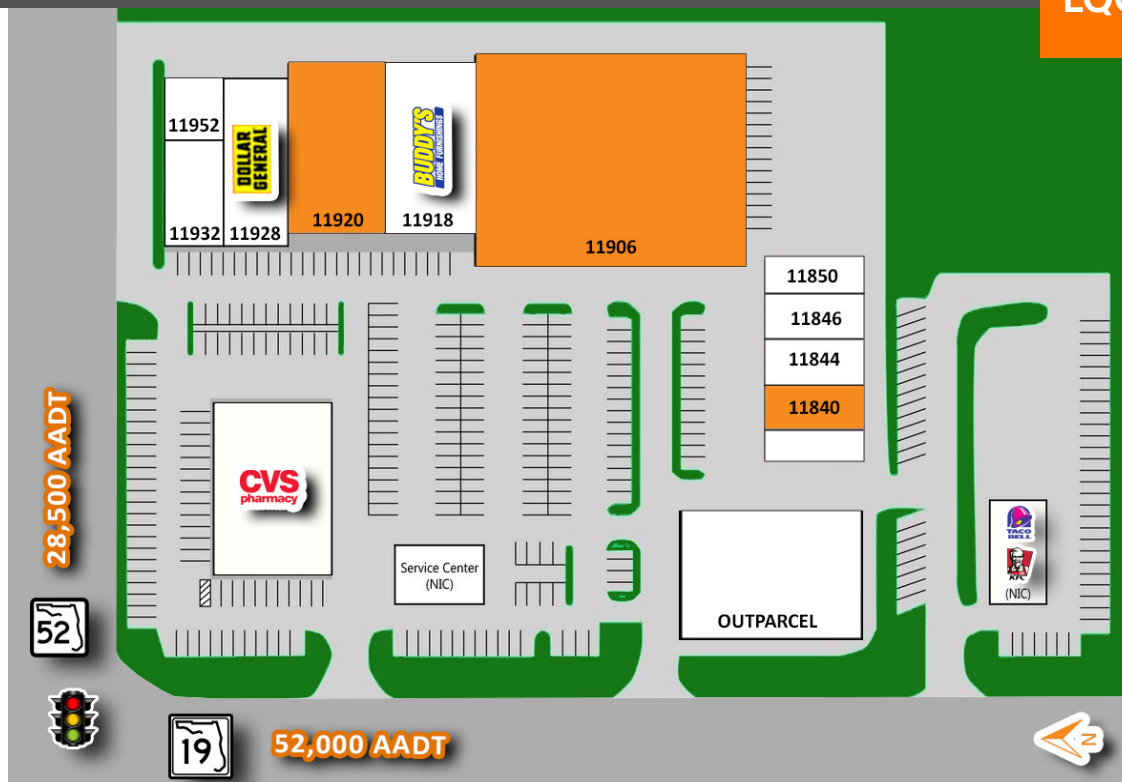 11952
DOLLAR
GENERAL
BUDDY'S
HOME FURNISHINGS
11932
11928
11920
11918
11906
11850
11846
11844
11840
CVS
pharmacy
Service Center
(NIC)
OUTPARCEL
TACO
BELL
KFC
(NIC)
28,500 AADT
52
19
52,000 AADT
N